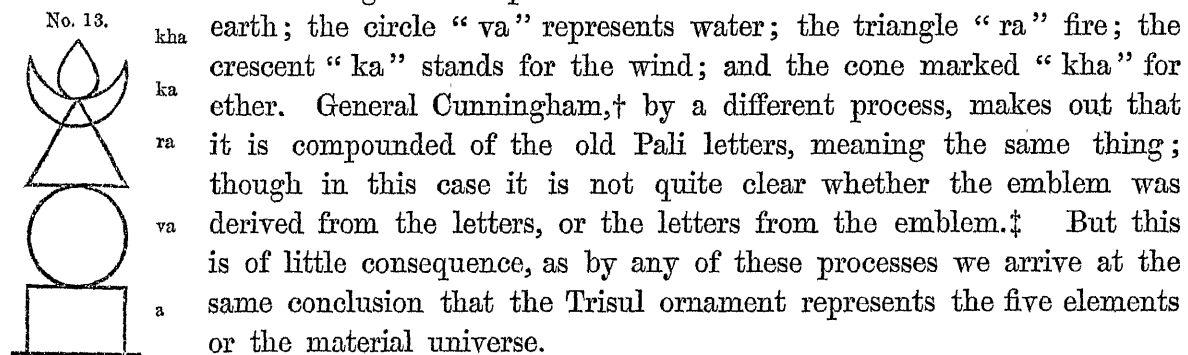 No. 13.
kha
ka
ra
va
a
earth; the circle “ va ” represents water; the triangle “ ra ” fire; the
crescent “ ka ” stands for the wind; and the cone marked “ kha ” for
ether. General Cunningham,† by a different process, makes out that
it is compounded of the old Pali letters, meaning the same thing;
though in this case it is not quite clear whether the emblem was
derived from the letters, or the letters from the emblem.‡ But this
is of little consequence, as by any of these processes we arrive at the
same conclusion that the Trisul ornament represents the five elements
or the material universe.